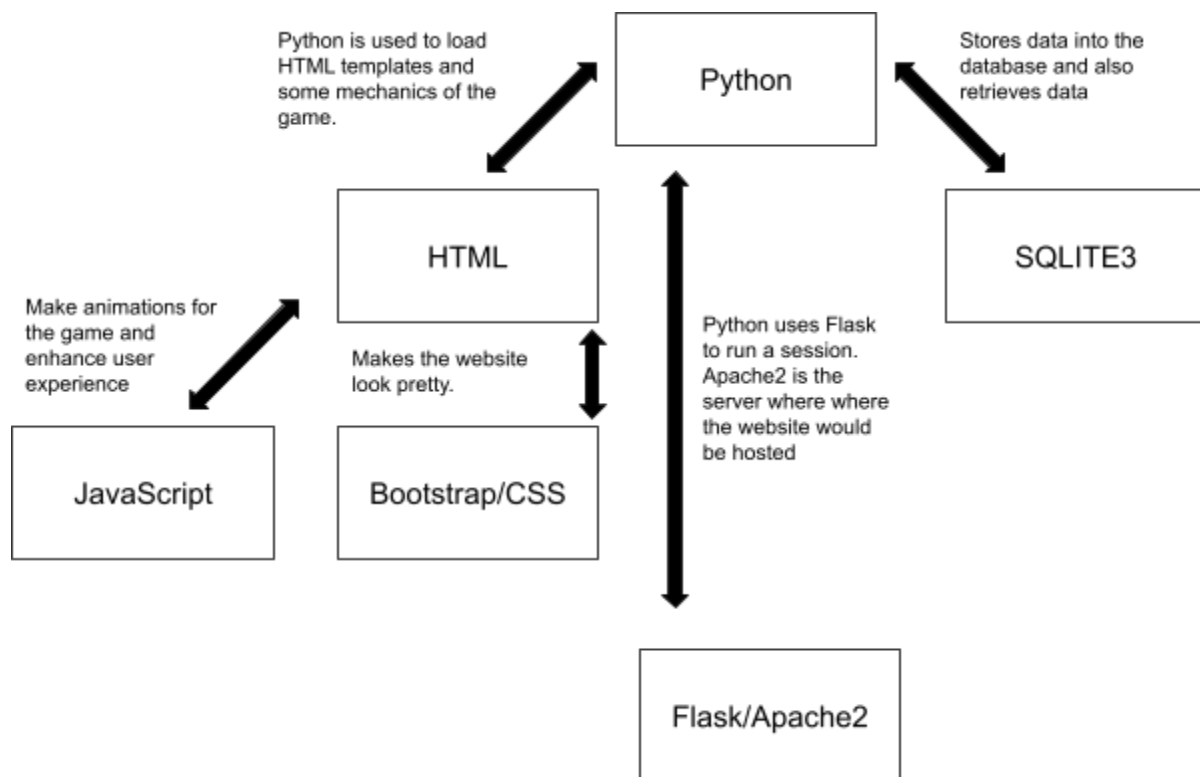 Python is used to load
HTML templates and
some mechanics of the
game.
Python
Stores data into the
database and also
retrieves data
HTML
SQLITE3
Make animations for
the game and
enhance user
experience
Makes the website
look pretty.
Python uses Flask
to run a session.
Apache2 is the
server where where
the website would
be hosted
JavaScript
Bootstrap/CSS
Flask/Apache2